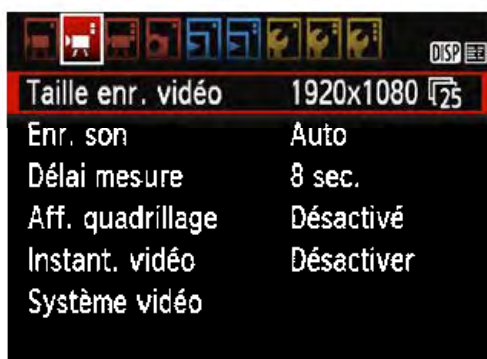 DISP
Taille enr. vidéo 1920x1080 25
Enr. son Auto
Délai mesure 8 sec.
Aff. quadrillage Désactivé
Instant. vidéo Désactiver
Système vidéo